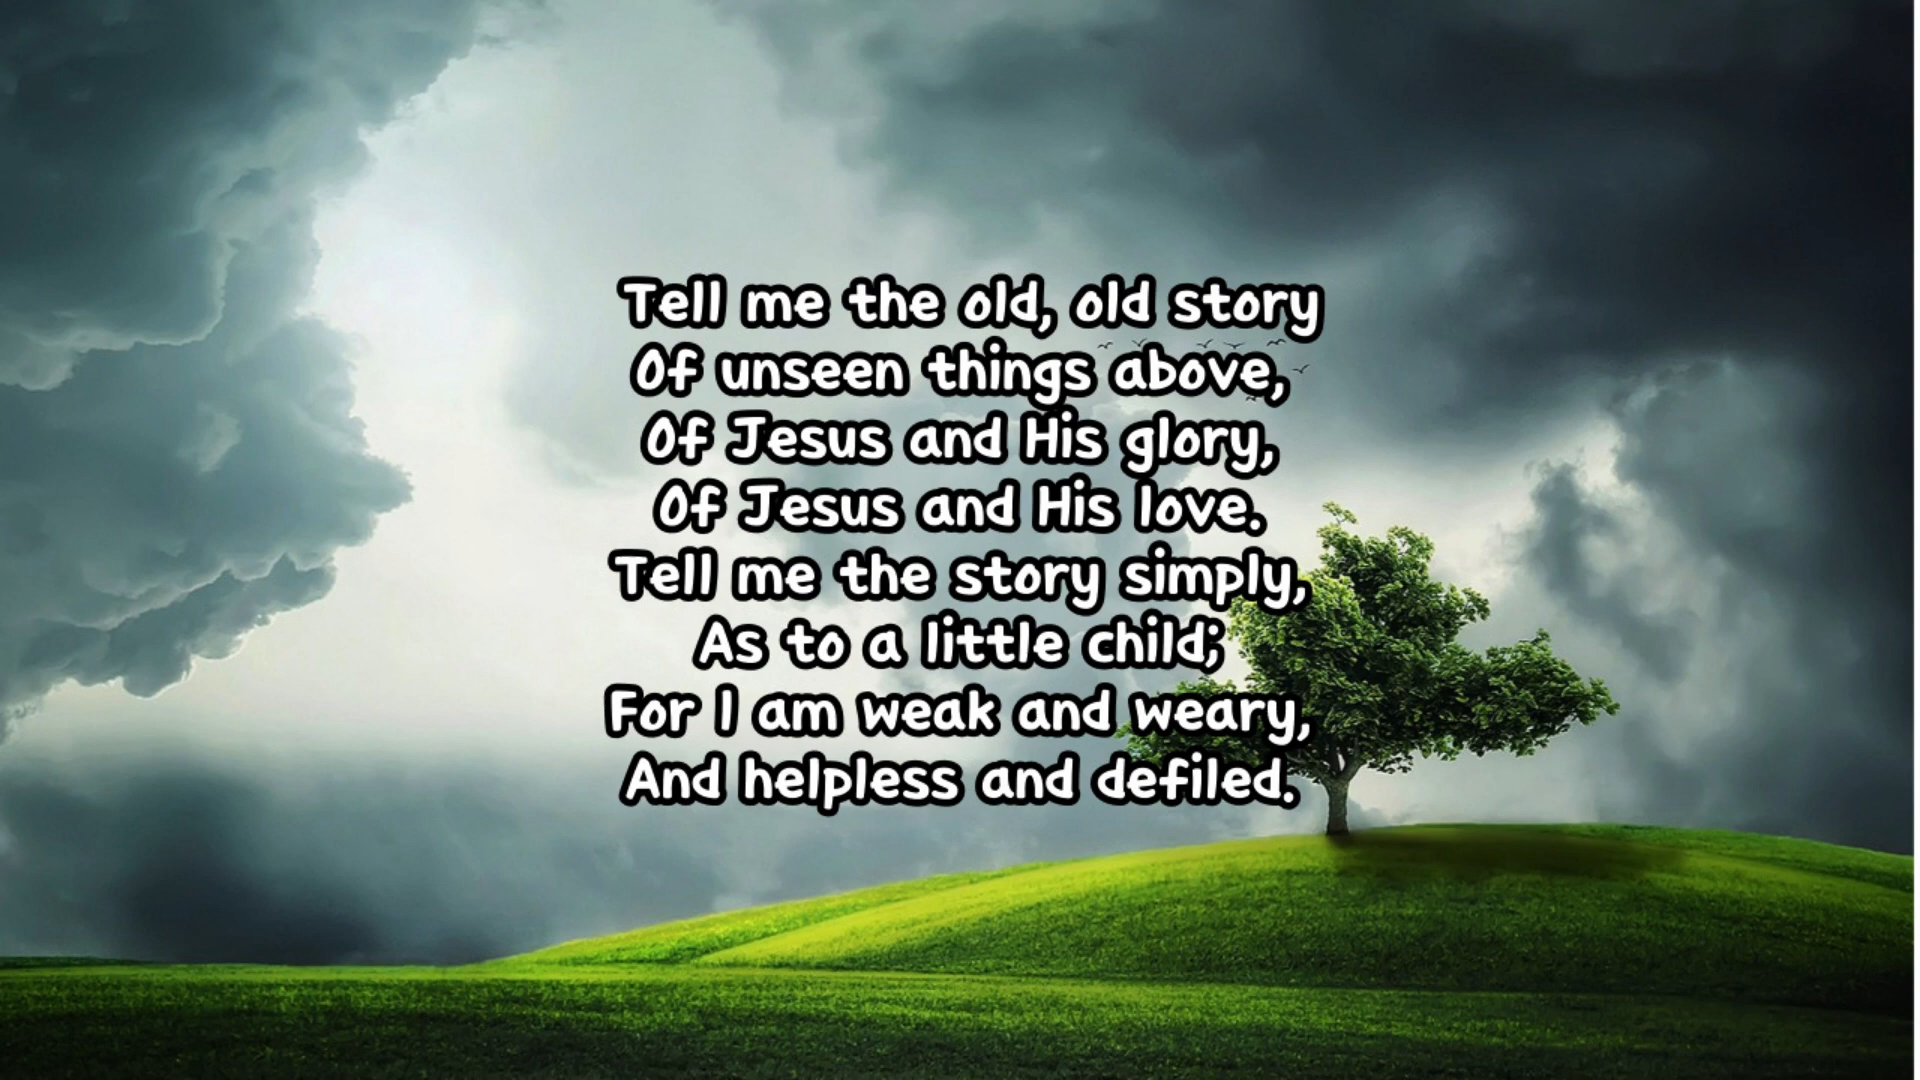 Tell me the old, old story
Of unseen things above,
Of Jesus and His glory,
Of Jesus and His love.
Tell me the story simply,
As to a little child;
For I am weak and weary,
And helpless and defiled.